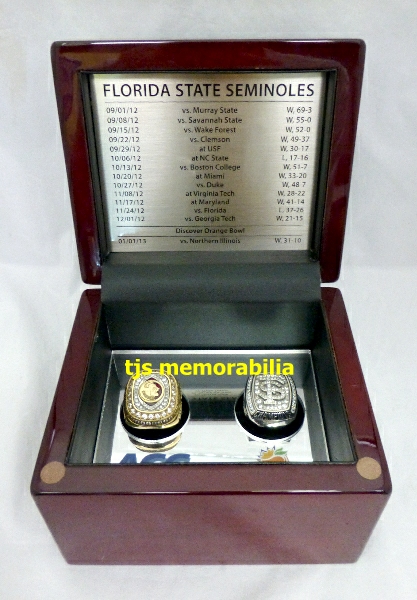 FLORIDA STATE SEMINOLES
09/01/12 vs. Murray State W, 69-3
09/08/12 vs. Savannah State W, 55-0
09/15/12 vs. Wake Forest W, 52-0
09/22/12 vs. Clemson W, 49-37
09/29/12 at USF W, 30-17
10/06/12 at NC State L, 17-16
10/13/12 vs. Boston College W, 51-7
10/20/12 at Miami W, 33-20
10/27/12 vs. Duke W, 48-7
11/08/12 at Virginia Tech W, 28-22
11/17/12 at Maryland W, 41-14
11/24/12 vs. Florida L, 37-26
12/01/12 vs. Georgia Tech W, 21-15
Discover Orange Bowl
01/01/13 vs. Northern Illinois W, 31-10
tjs memorabilia
ACC